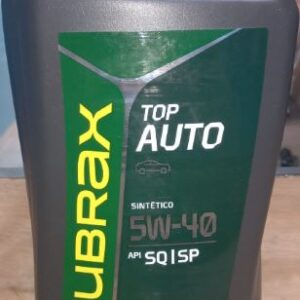 UBRAX
TOP
AUTO
SINTÉTICO
5W-40
API SQ|SP